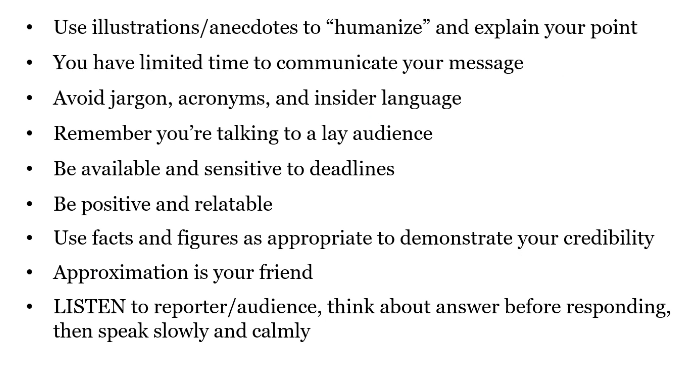 • Use illustrations/anecdotes to “humanize” and explain your point
• You have limited time to communicate your message
• Avoid jargon, acronyms, and insider language
• Remember you’re talking to a lay audience
• Be available and sensitive to deadlines
• Be positive and relatable
• Use facts and figures as appropriate to demonstrate your credibility
• Approximation is your friend
• LISTEN to reporter/audience, think about answer before responding,
then speak slowly and calmly